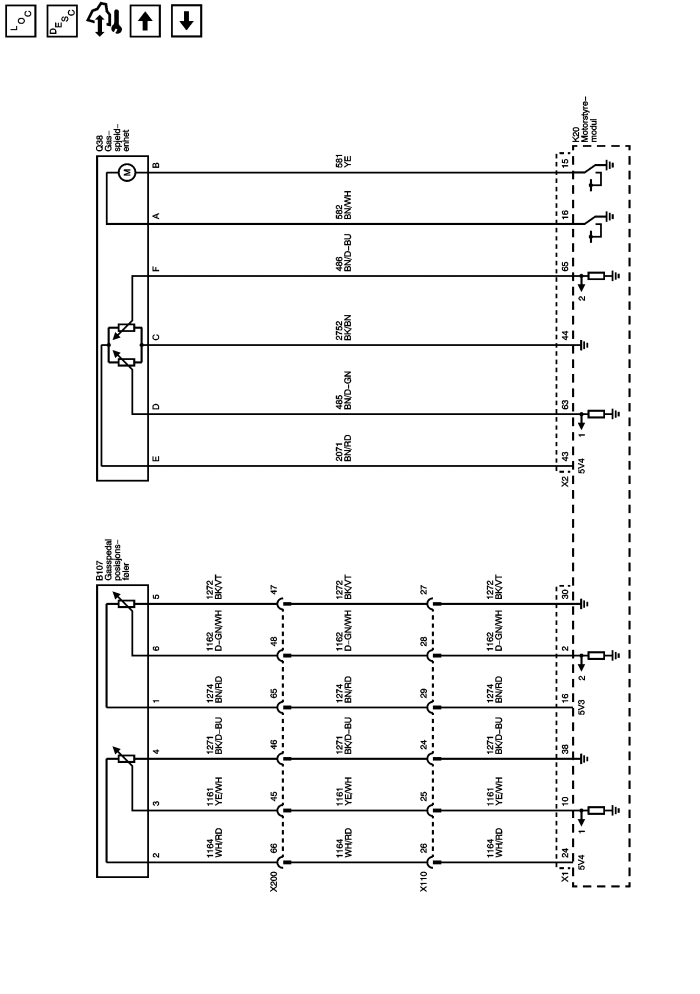 LOC
DESC
Q38
Gas–
spjeld–
enhet
M
B
A
F
C
D
E
581
YE
582
BN/WH
486
BN/D–BU
2752
BK/BN
485
BN/D–GN
2071
BN/RD
K20
Motorstyre–
modul
15
16
65
44
63
43
X2
2
1
5V4
B107
Gasspedal
posisjons–
føler
5
6
1
4
3
2
1272
BK/VT
1162
D–GN/WH
1274
BN/RD
1271
BK/D–BU
1161
YE/WH
1164
WH/RD
47
48
65
46
45
66
X200
1272
BK/VT
1162
D–GN/WH
1274
BN/RD
1271
BK/D–BU
1161
YE/WH
1164
WH/RD
27
28
29
24
25
26
X110
1272
BK/VT
1162
D–GN/WH
1274
BN/RD
1271
BK/D–BU
1161
YE/WH
1164
WH/RD
30
2
16
38
10
24
X1
2
5V3
1
5V4